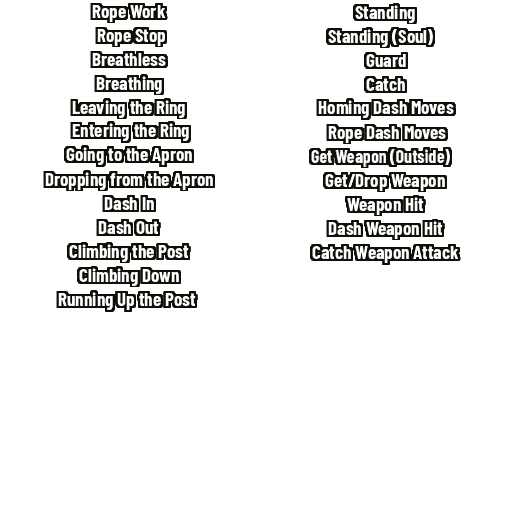 Rope Work
Rope Stop
Breathless
Breathing
Leaving the Ring
Entering the Ring
Going to the Apron
Dropping from the Apron
Dash In
Dash Out
Climbing the Post
Climbing Down
Running Up the Post
Standing
Standing (Soul)
Guard
Catch
Homing Dash Moves
Rope Dash Moves
Get Weapon (Outside)
Get/Drop Weapon
Weapon Hit
Dash Weapon Hit
Catch Weapon Attack